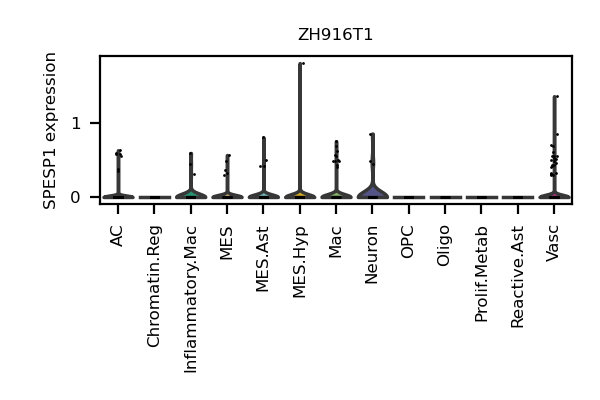 ZH916T1
SPESP1 expression
1
0
AC
Chromatin.Reg
Inflammatory.Mac
MES
MES.Ast
MES.Hyp
Mac
Neuron
OPC
Oligo
Prolif.Metab
Reactive.Ast
Vasc